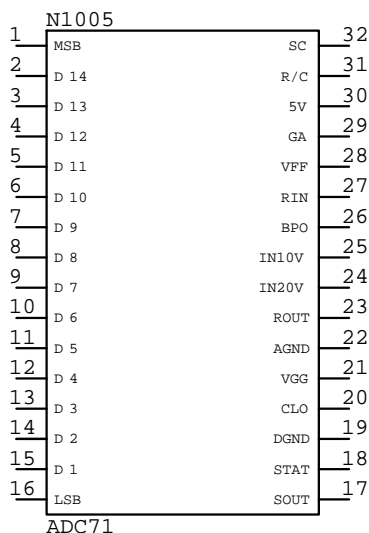 N1005
1 MSB SC 32
2 D 14 R/C 31
3 D 13 5V 30
4 D 12 GA 29
5 D 11 VFF 28
6 D 10 RIN 27
7 D 9 BPO 26
8 D 8 IN10V 25
9 D 7 IN20V 24
10 D 6 ROUT 23
11 D 5 AGND 22
12 D 4 VGG 21
13 D 3 CLO 20
14 D 2 DGND 19
15 D 1 STAT 18
16 LSB SOUT 17
ADC71